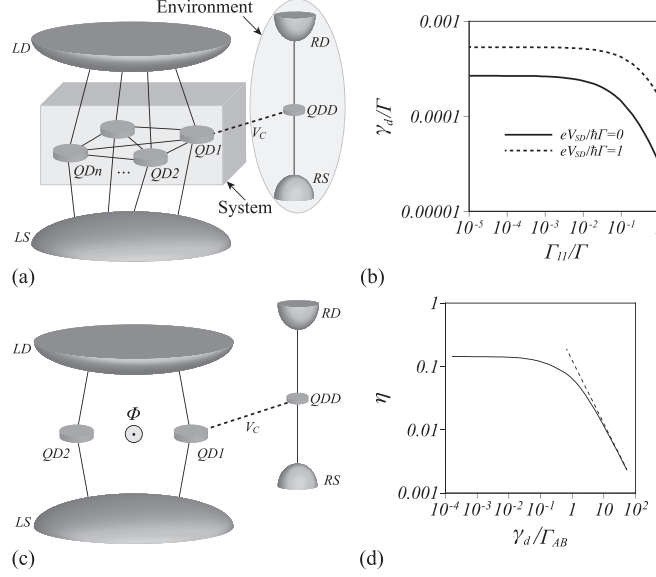 Environment
LD
RD
QDD
V_C
QD1
QDn
...
QD2
RS
System
LS
(a)
0.001
0.0001
0.00001
γ_d/Γ
eV_SD/ħΓ=0
eV_SD/ħΓ=1
10^-5 10^-4 10^-3 10^-2 10^-1 1
Γ_11/Γ
(b)
LD
RD
Φ
QDD
V_C
QD2
QD1
RS
LS
(c)
1
0.1
0.01
0.001
η
10^-4 10^-3 10^-2 10^-1 1 10 10^2
γ_d/Γ_AB
(d)